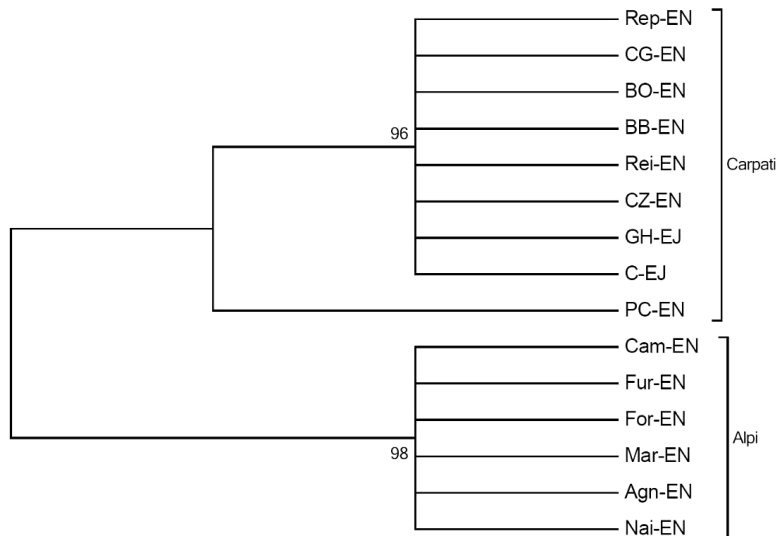 Rep-EN
CG-EN
BO-EN
BB-EN
96
Rei-EN
Carpati
CZ-EN
GH-EJ
C-EJ
PC-EN
Cam-EN
Fur-EN
For-EN
Alpi
98
Mar-EN
Agn-EN
Nai-EN